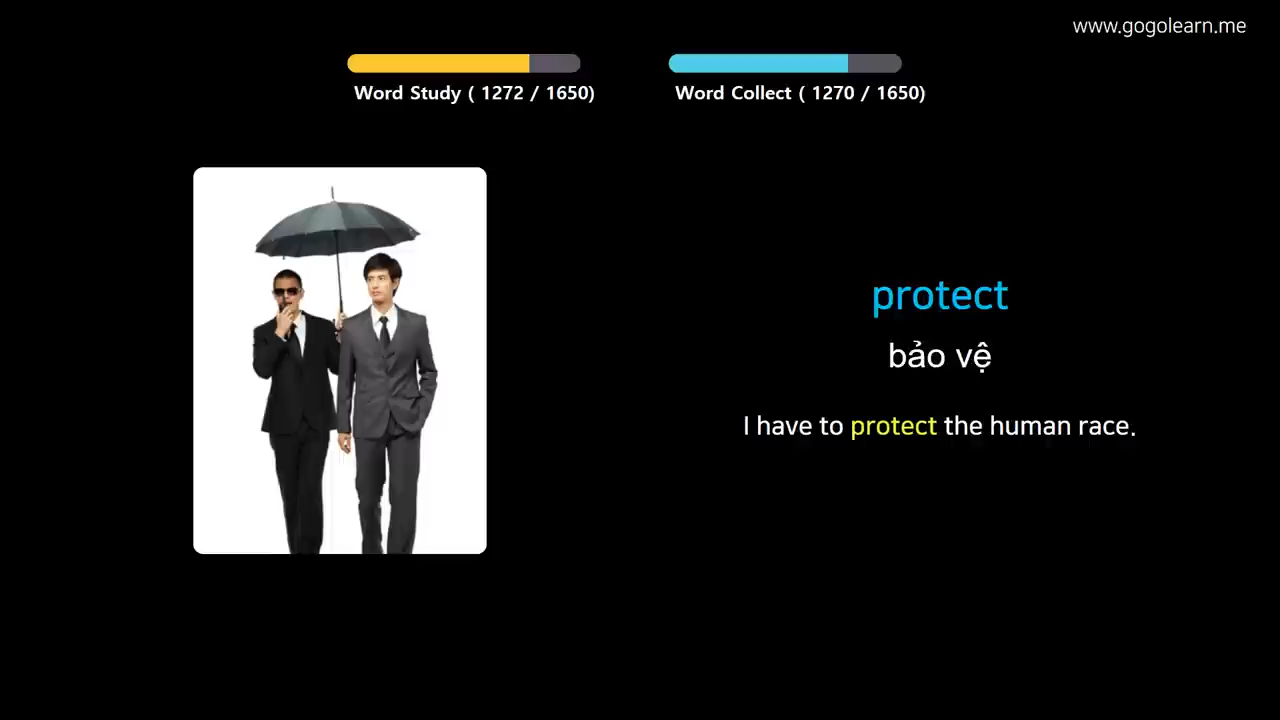 www.gogolearn.me
Word Study ( 1272 / 1650)
Word Collect ( 1270 / 1650)
protect
bảo vệ
I have to protect the human race.